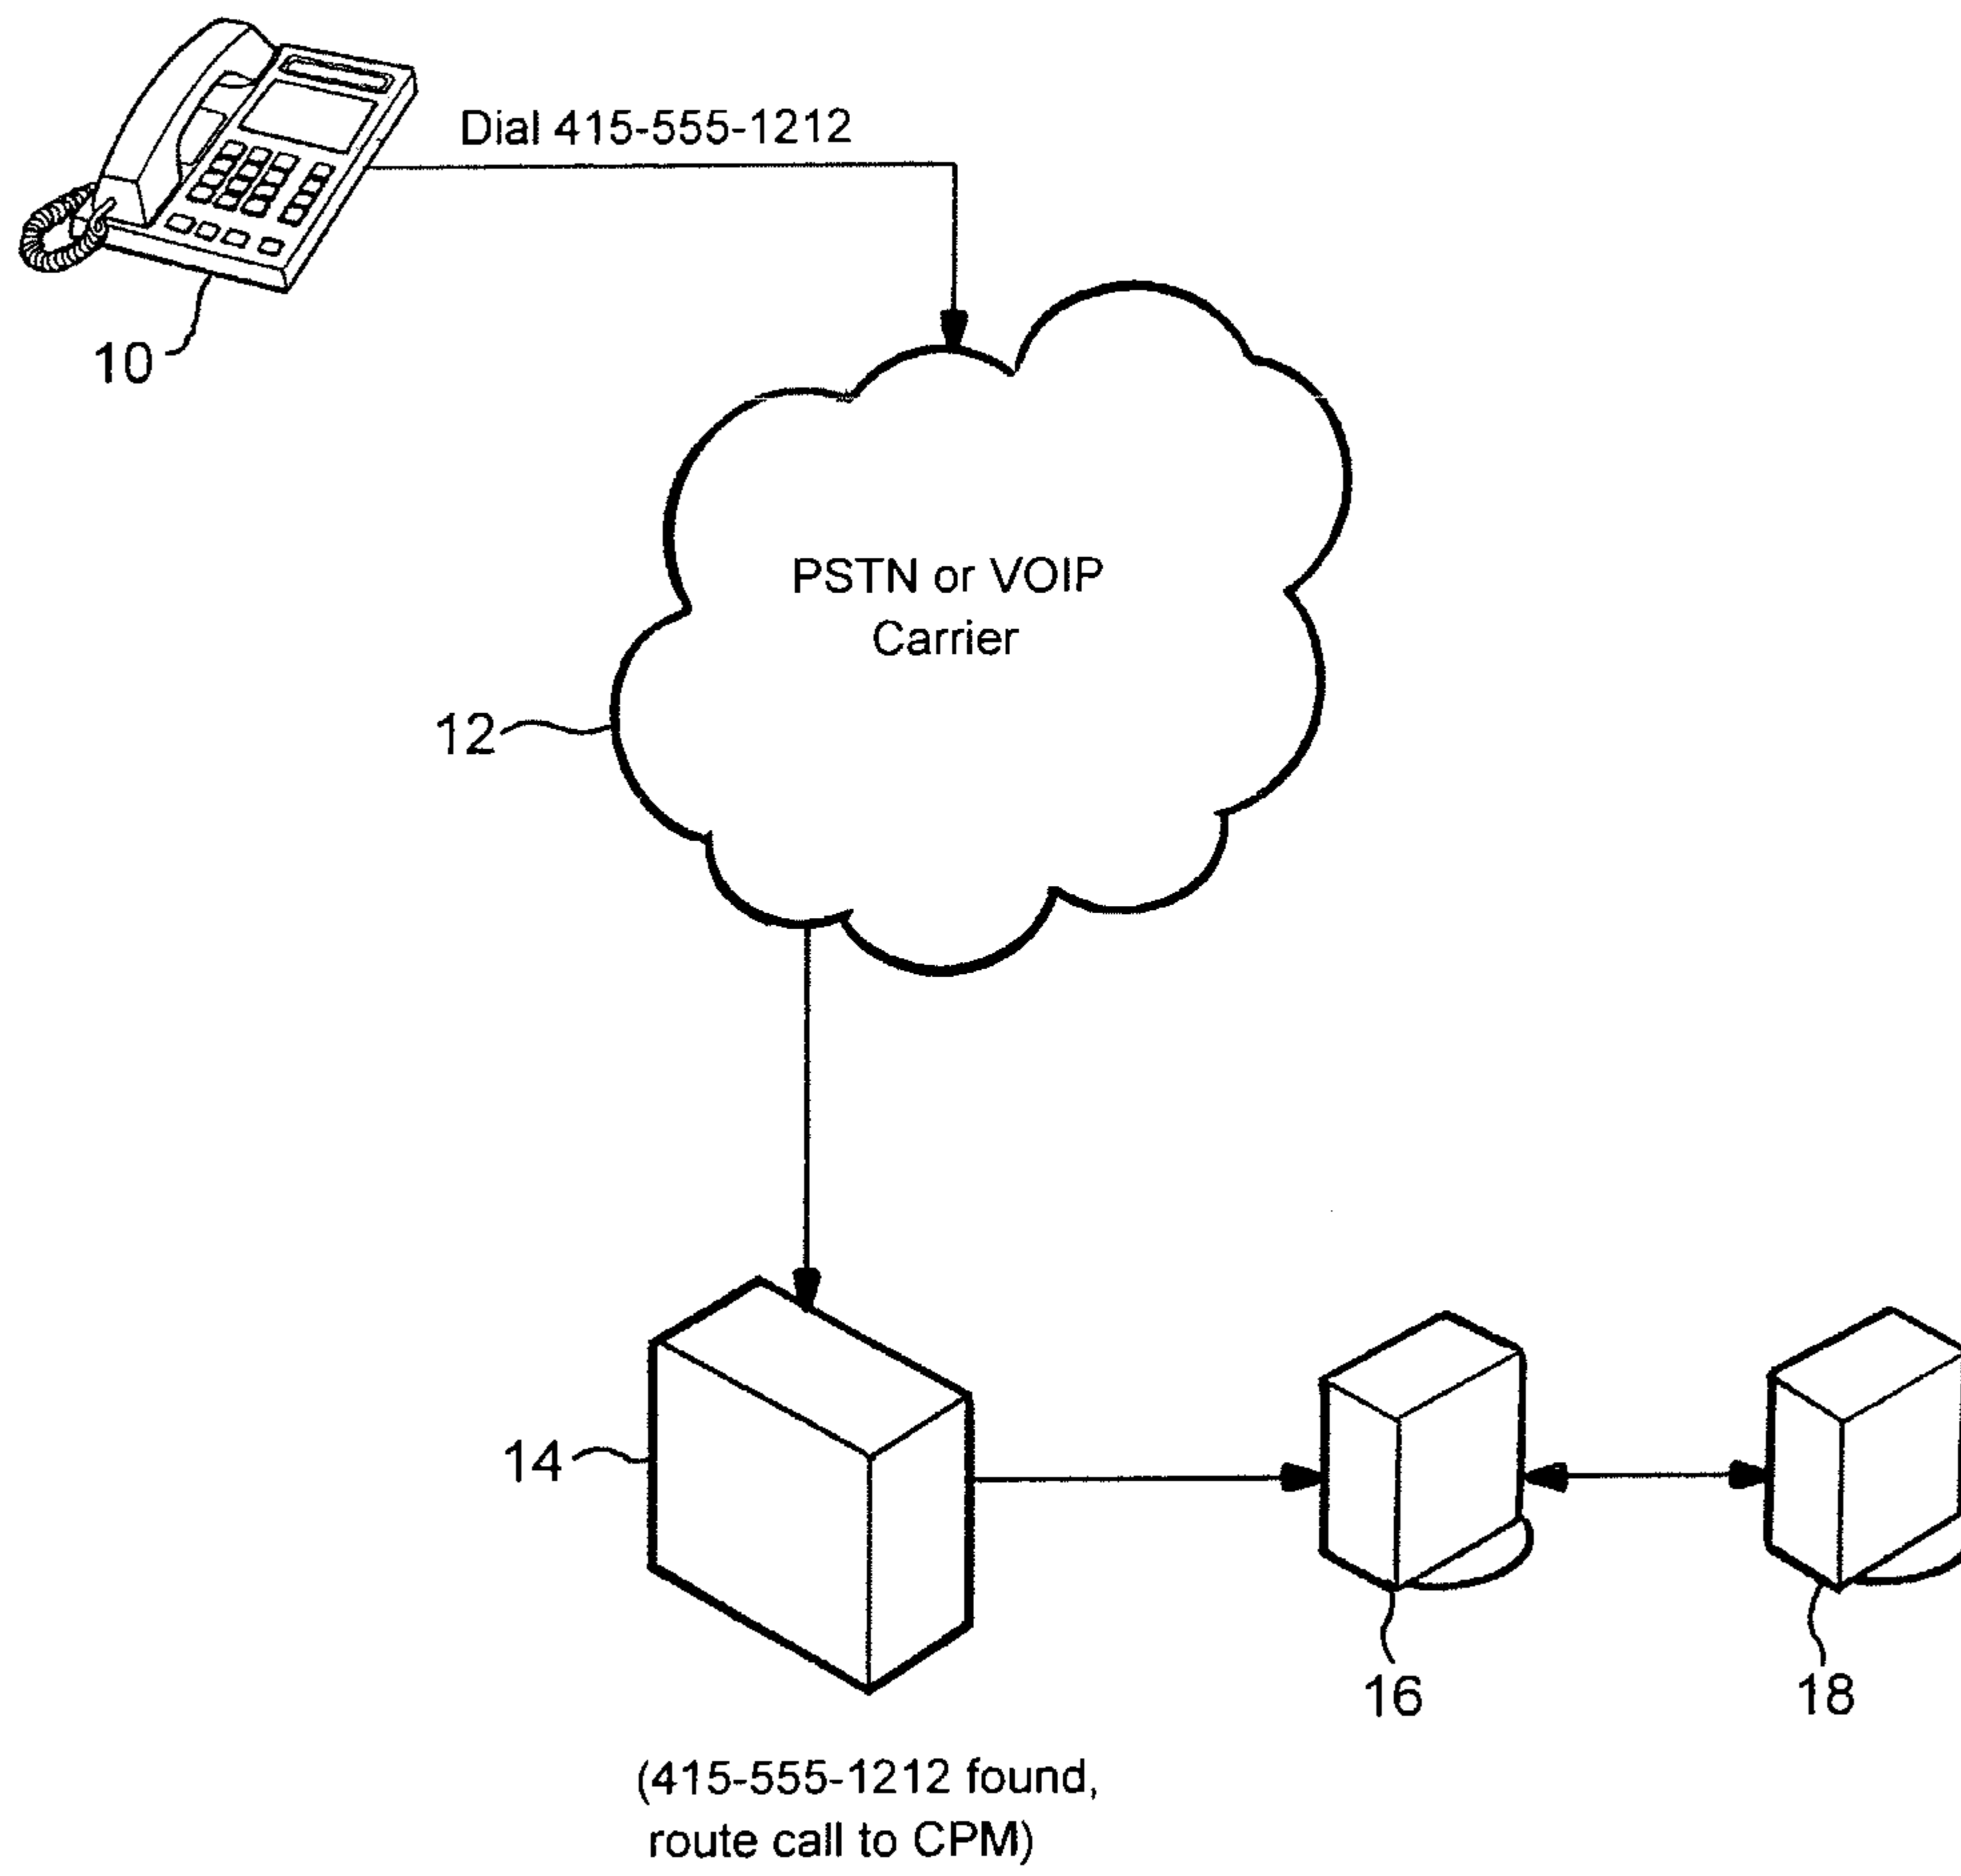 Dial 415-555-1212
10
PSTN or VOIP
Carrier
12
14
16
18
(415-555-1212 found,
route call to CPM)